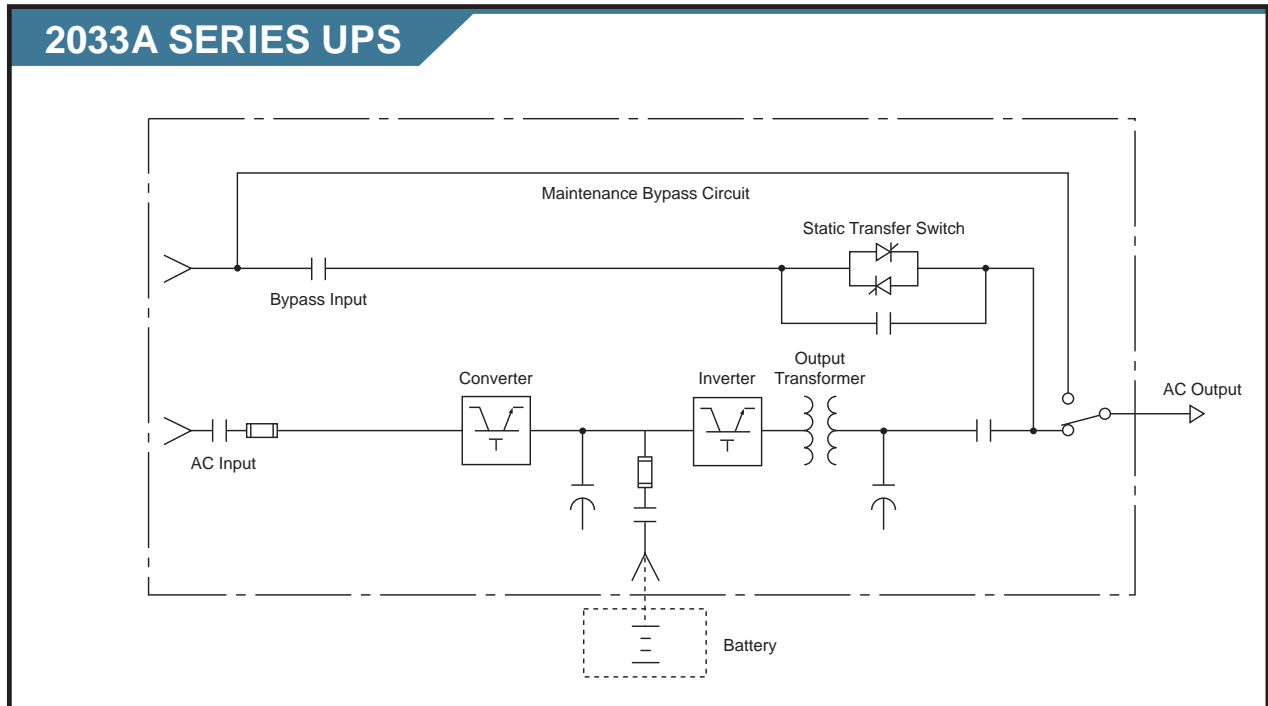 2033A SERIES UPS
Maintenance Bypass Circuit
Static Transfer Switch
Bypass Input
Converter
Inverter
Output
Transformer
AC Output
AC Input
Battery